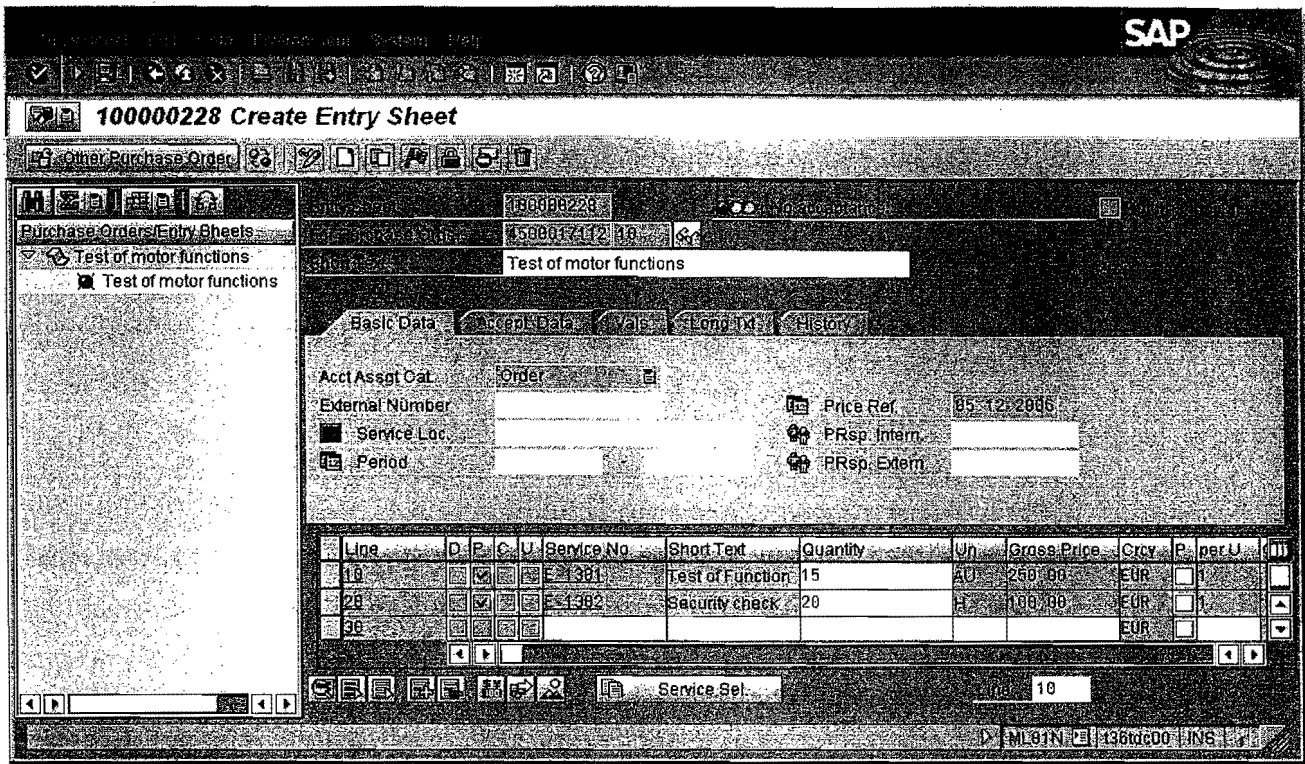 SAP
System
100000228 Create Entry Sheet
Other Purchase Order
Purchase Orders/Entry Sheets
Test of motor functions
Test of motor functions
100000228
4500017112 10
Test of motor functions
Basic Data Accept. Data Vals Long Txt History
Acct Assgt Cat. Order
External Number Price Ref. 05.12.2006
Service Loc. PRsp. Intern.
Period PRsp. Extern
Line D P C U Service No. Short Text Quantity Un Gross Price Crcy P per U
10 E-1301 Test of Function 15 AU 250.00 EUR 1
20 E-1302 Security check 20 H 100.00 EUR 1
30 EUR
Service Sel. Line 10
ML81N INS